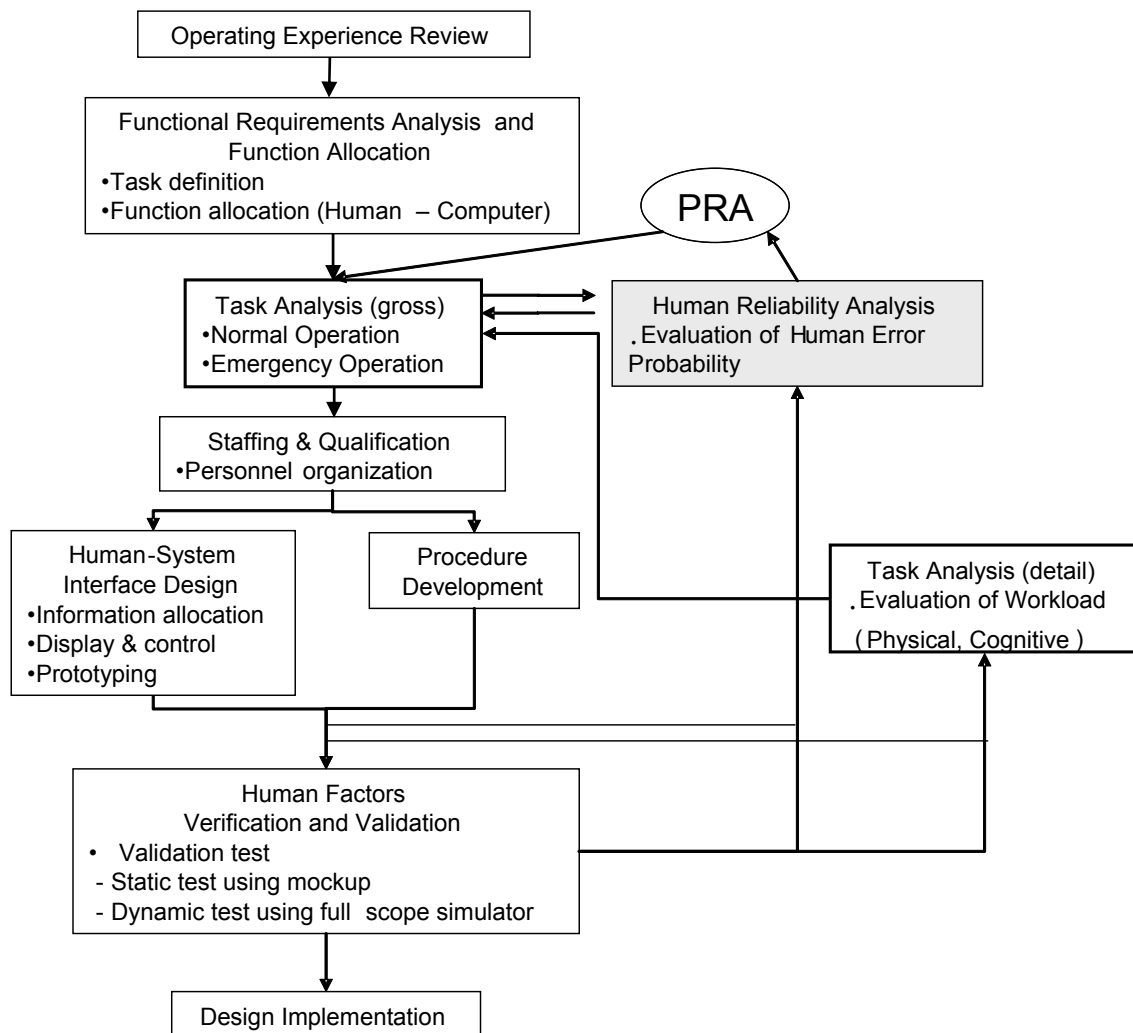 Operating Experience Review
Functional Requirements Analysis and
Function Allocation
•Task definition
•Function allocation (Human – Computer)
PRA
Task Analysis (gross)
•Normal Operation
•Emergency Operation
Human Reliability Analysis
. Evaluation of Human Error
Probability
Staffing & Qualification
•Personnel organization
Human-System
Interface Design
•Information allocation
•Display & control
•Prototyping
Procedure
Development
Task Analysis (detail)
. Evaluation of Workload
( Physical, Cognitive )
Human Factors
Verification and Validation
• Validation test
- Static test using mockup
- Dynamic test using full scope simulator
Design Implementation